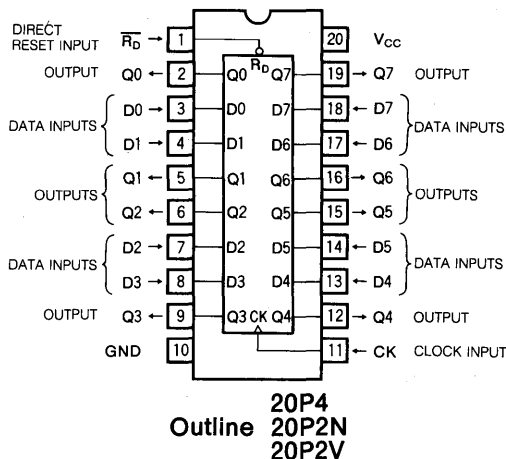 DIRECT
RESET INPUT R̅D̅ → 1 20 VCC
RD
OUTPUT Q0 ← 2 Q0 Q7 19 → Q7 OUTPUT
D0 → 3 D0 D7 18 ← D7
DATA INPUTS DATA INPUTS
D1 → 4 D1 D6 17 ← D6
Q1 ← 5 Q1 Q6 16 → Q6
OUTPUTS OUTPUTS
Q2 ← 6 Q2 Q5 15 → Q5
D2 → 7 D2 D5 14 ← D5
DATA INPUTS DATA INPUTS
D3 → 8 D3 D4 13 ← D4
OUTPUT Q3 ← 9 Q3 CK Q4 12 → Q4 OUTPUT
GND 10 11 ← CK CLOCK INPUT
20P4
Outline 20P2N
20P2V